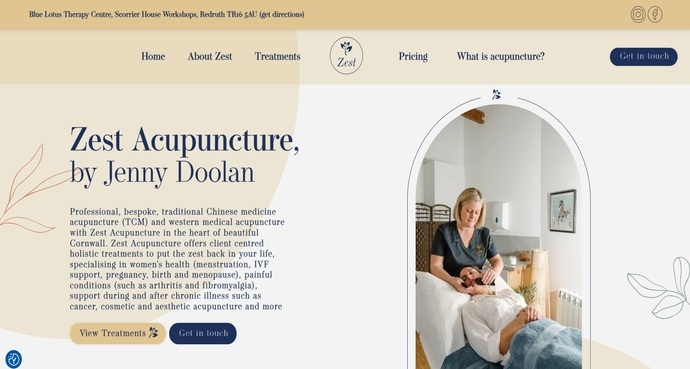 Blue Lotus Therapy Centre, Scorrier House Workshops, Redruth TR16 5AU (get directions)
Home
About Zest
Treatments
Zest
Pricing
What is acupuncture?
Get in touch
Zest Acupuncture,
by Jenny Doolan
Professional, bespoke, traditional Chinese medicine
acupuncture (TCM) and western medical acupuncture
with Zest Acupuncture in the heart of beautiful
Cornwall. Zest Acupuncture offers client centred
holistic treatments to put the zest back in your life,
specialising in women's health (menstruation, IVF
support, pregnancy, birth and menopause), painful
conditions (such as arthritis and fibromyalgia),
support during and after chronic illness such as
cancer, cosmetic and aesthetic acupuncture and more
View Treatments
Get in touch